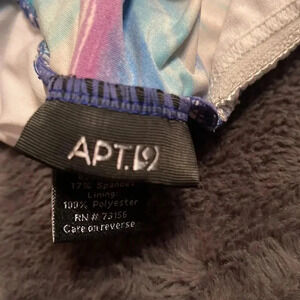 APT.9
17% Spandex
Lining:
100% Polyester
RN # 73156
Care on reverse